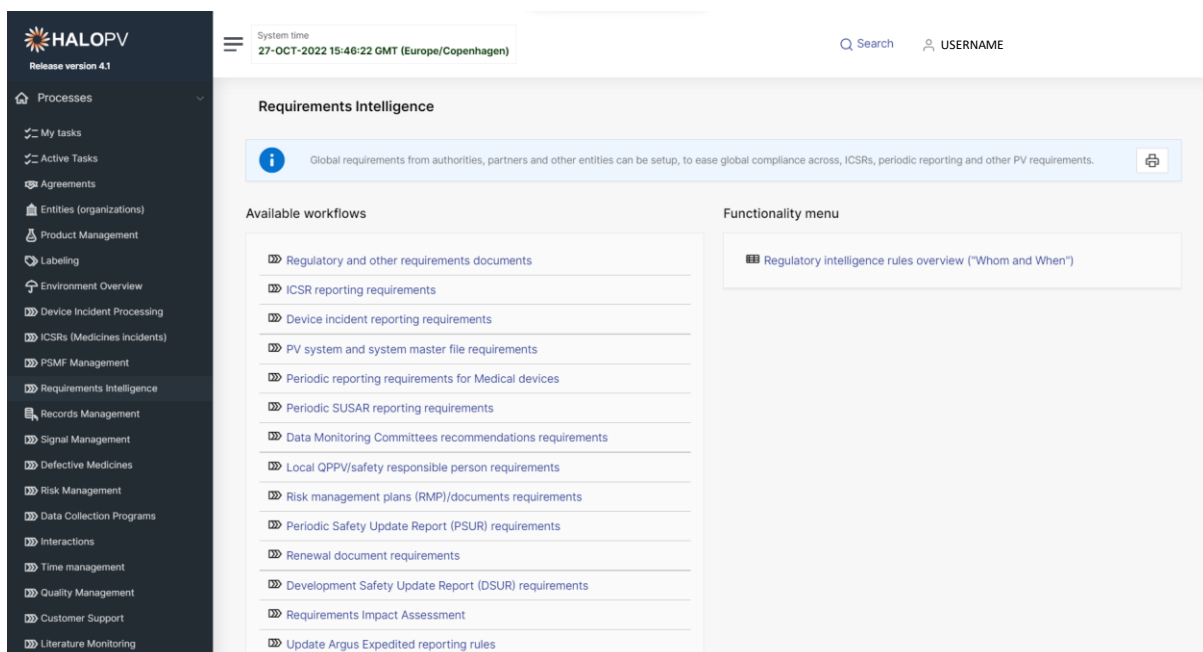 HALOPV
Release version 4.1
Processes
My tasks
Active Tasks
Agreements
Entities (organizations)
Product Management
Labeling
Environment Overview
Device Incident Processing
ICSRs (Medicines incidents)
PSMF Management
Requirements Intelligence
Records Management
Signal Management
Defective Medicines
Risk Management
Data Collection Programs
Interactions
Time management
Quality Management
Customer Support
Literature Monitoring
System time
27-OCT-2022 15:46:22 GMT (Europe/Copenhagen)
Search
USERNAME
Requirements Intelligence
Global requirements from authorities, partners and other entities can be setup, to ease global compliance across, ICSRs, periodic reporting and other PV requirements.
Available workflows
Regulatory and other requirements documents
ICSR reporting requirements
Device incident reporting requirements
PV system and system master file requirements
Periodic reporting requirements for Medical devices
Periodic SUSAR reporting requirements
Data Monitoring Committees recommendations requirements
Local QPPV/safety responsible person requirements
Risk management plans (RMP)/documents requirements
Periodic Safety Update Report (PSUR) requirements
Renewal document requirements
Development Safety Update Report (DSUR) requirements
Requirements Impact Assessment
Update Argus Expedited reporting rules
Functionality menu
Regulatory intelligence rules overview ("Whom and When")